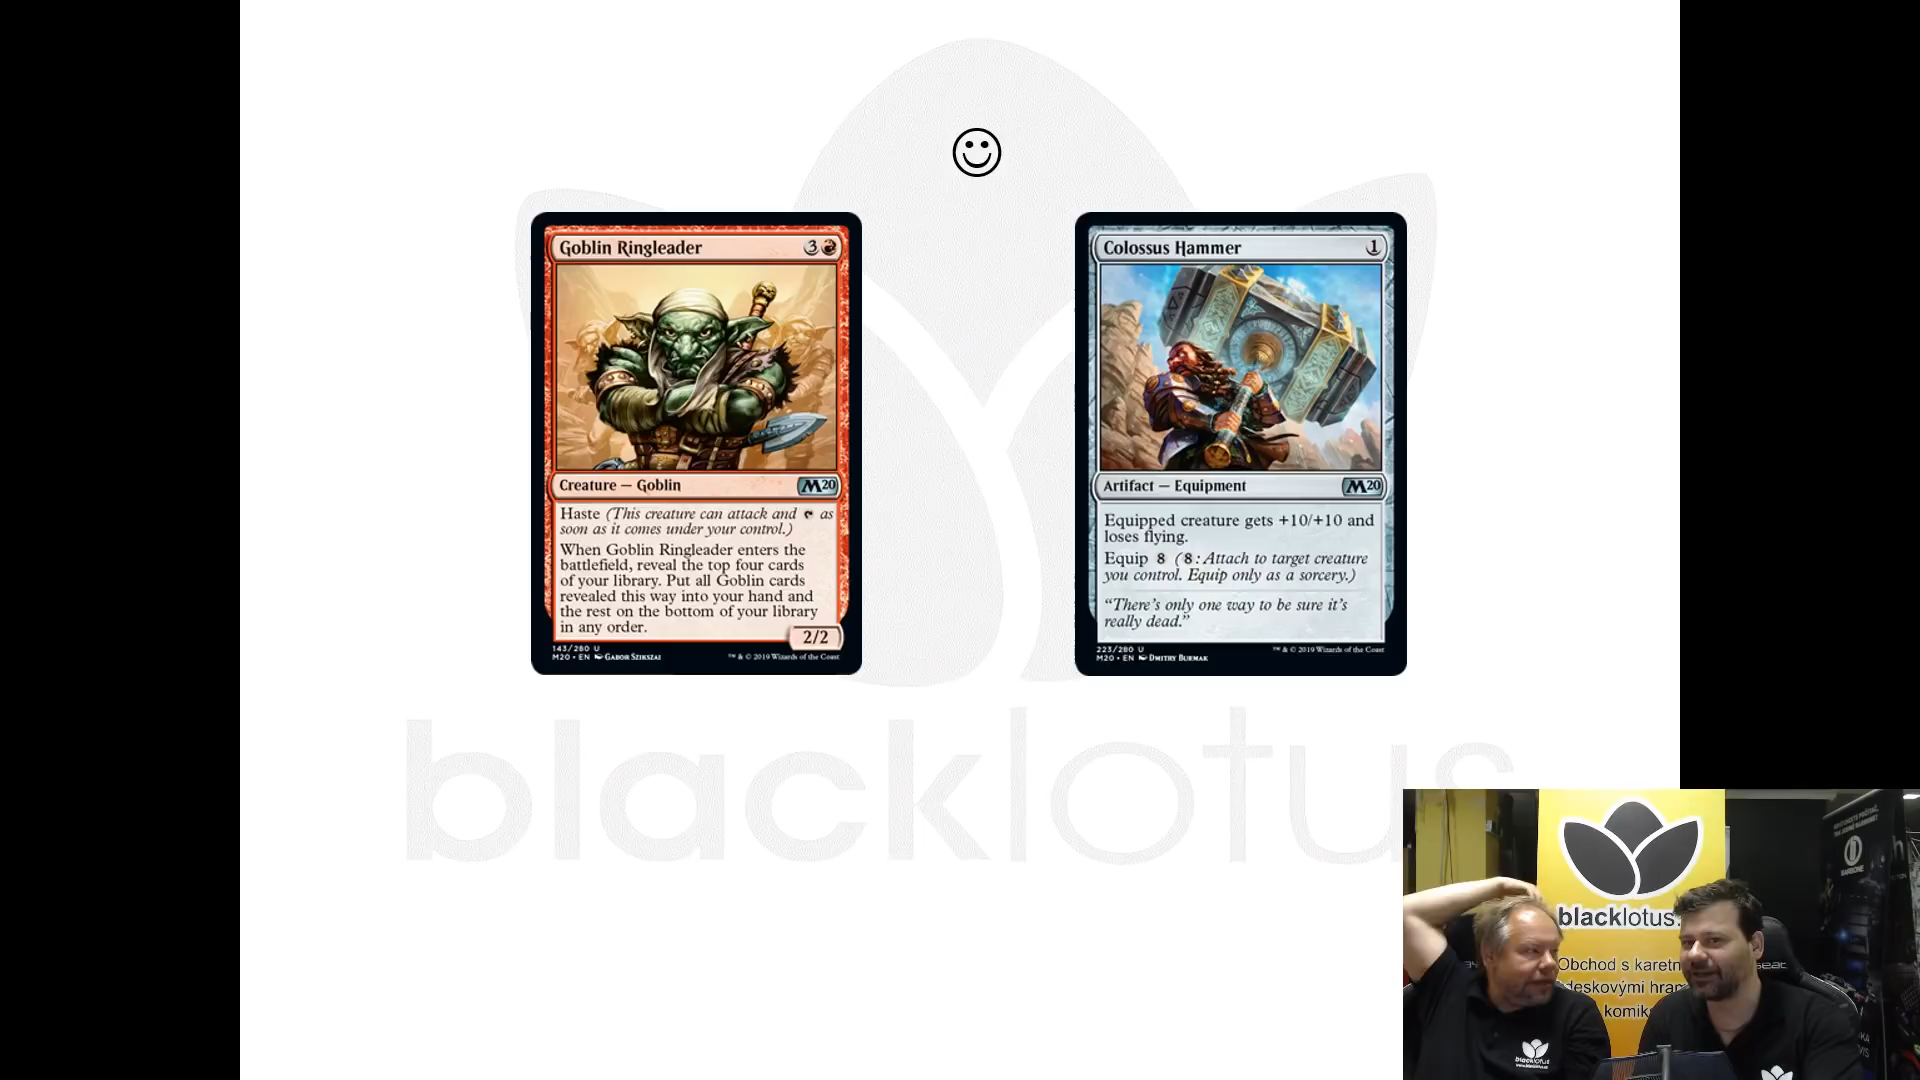 Goblin Ringleader 3
Creature — Goblin M20
Haste (This creature can attack and as
soon as it comes under your control.)
When Goblin Ringleader enters the
battlefield, reveal the top four cards
of your library. Put all Goblin cards
revealed this way into your hand and
the rest on the bottom of your library
in any order.
2/2
143/280 U
M20 • EN Gabor Szikszai ™ & © 2019 Wizards of the Coast
Colossus Hammer 1
Artifact — Equipment M20
Equipped creature gets +10/+10 and
loses flying.
Equip 8 (8: Attach to target creature
you control. Equip only as a sorcery.)
“There’s only one way to be sure it’s
really dead.”
223/280 U ™ & © 2019 Wizards of the Coast
M20 • EN Dmitry Burmak
blacklotus
blacklotus.
Obchod s karetn
deskovými hram
komik
seat
BARBONE
blacklotus